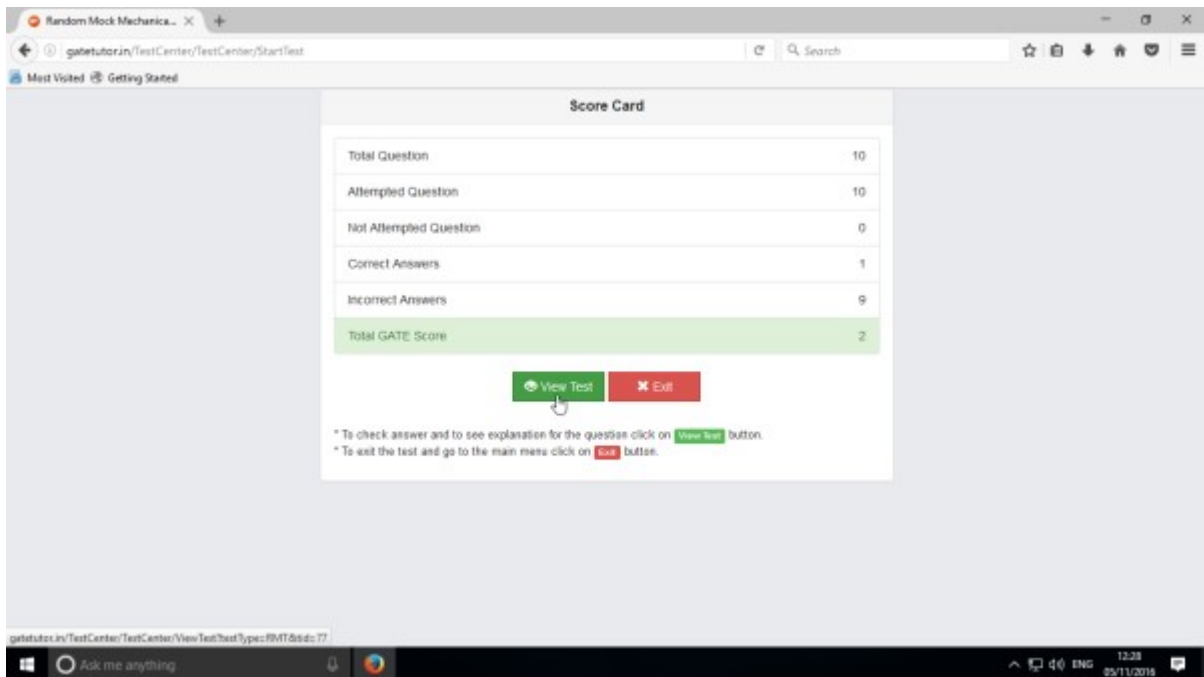 Random Mock Mechanica...
gatetutor.in/TestCenter/TestCenter/StartTest
Search
Most Visited Getting Started
Score Card
Total Question 10
Attempted Question 10
Not Attempted Question 0
Correct Answers 1
Incorrect Answers 9
Total GATE Score 2
View Test Exit
* To check answer and to see explanation for the question click on View Test button.
* To exit the test and go to the main menu click on Exit button.
gatetutor.in/TestCenter/TestCenter/ViewTest?testType=RMT&tid=77
Ask me anything ENG 12:28
05/11/2016